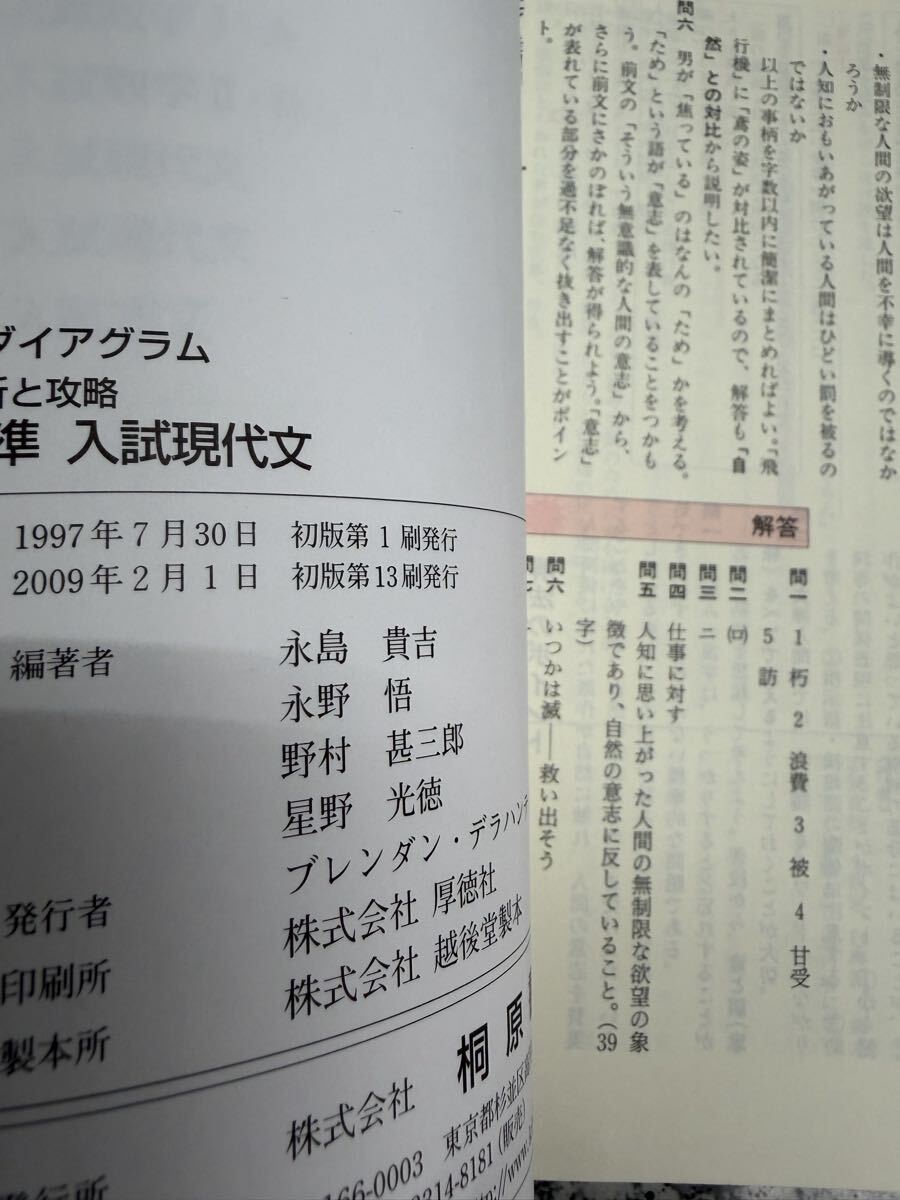 ダイアグラム
析と攻略
準 入試現代文
1997年7月30日 初版第1刷発行
2009年2月1日 初版第13刷発行
編著者 永島 貴吉
永野 悟
野村 甚三郎
星野 光徳
発行者 ブレンダン・デラハンテ
印刷所 株式会社 厚徳社
製本所 株式会社 越後堂製本
株式会社 桐原
166-0003 東京都杉並区高
3314-8181(販売)
http://www.
発行所
・無制限な人間の欲望は人間を不幸に導くのではなか
ろうか
・人知におもいあがっている人間はひどい罰を被るの
ではないか
以上の事柄を字数以内に簡潔にまとめればよい。「飛
行機」に「鳶の姿」が対比されているので、解答も「自
然」との対比から説明したい。
問六 男が「焦っている」のはなんの「ため」かを考える。
「ため」という語が「意志」を表していることをつかも
う。前文の「そういう無意識的な人間の意志」から、
さらに前文にさかのぼれば、解答が得られよう。「意志」
が表れている部分を過不足なく抜き出すことがポイン
ト。
解答
問一 1 朽 2 浪費 3 被 4 甘受
5 訪
問二 (ロ)
問三 ニ
問四 仕事に対す
問五 人知に思い上がった人間の無制限な欲望の象
徴であり、自然の意志に反していること。(39
字)
問六 いつかは滅――救い出そう